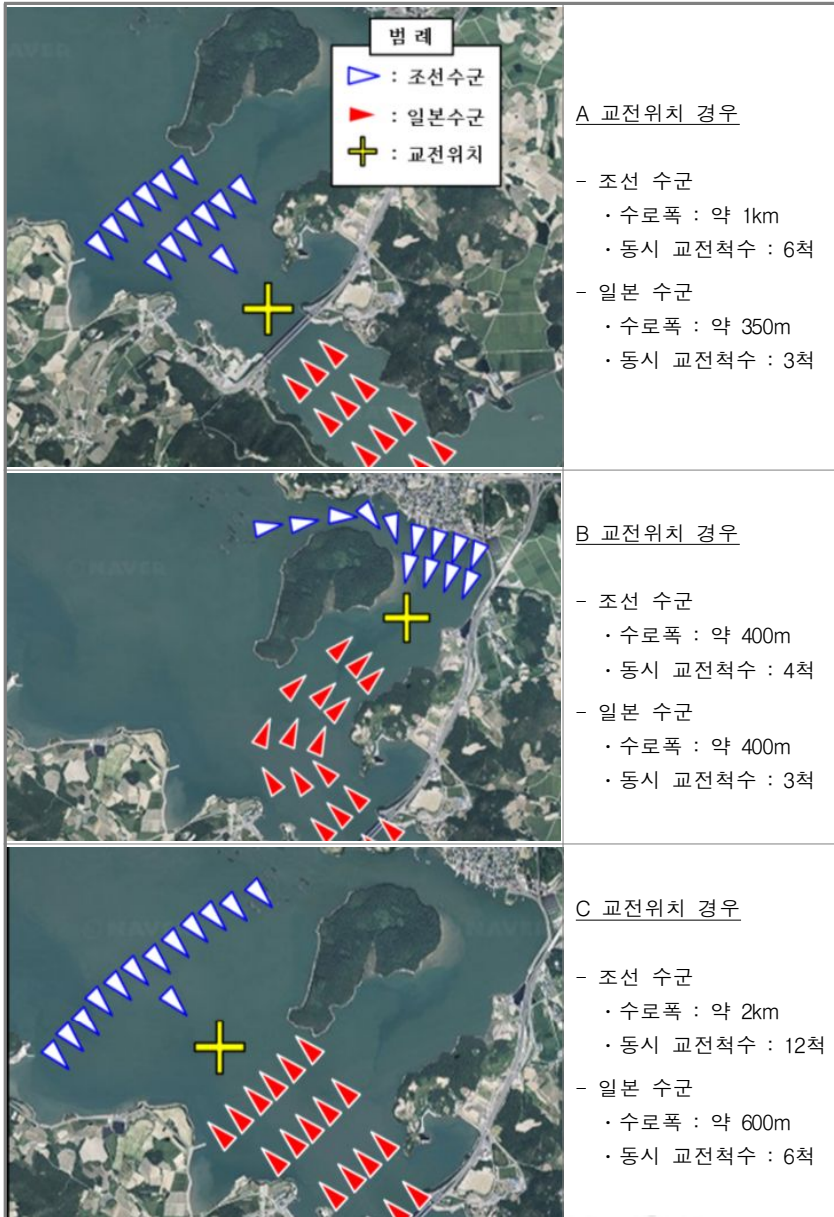 범 례
: 조선수군
: 일본수군
: 교전위치
A 교전위치 경우
- 조선 수군
· 수로폭 : 약 1km
· 동시 교전척수 : 6척
- 일본 수군
· 수로폭 : 약 350m
· 동시 교전척수 : 3척
NAVER
B 교전위치 경우
- 조선 수군
· 수로폭 : 약 400m
· 동시 교전척수 : 4척
- 일본 수군
· 수로폭 : 약 400m
· 동시 교전척수 : 3척
NAVER
NAVER
C 교전위치 경우
- 조선 수군
· 수로폭 : 약 2km
· 동시 교전척수 : 12척
- 일본 수군
· 수로폭 : 약 600m
· 동시 교전척수 : 6척